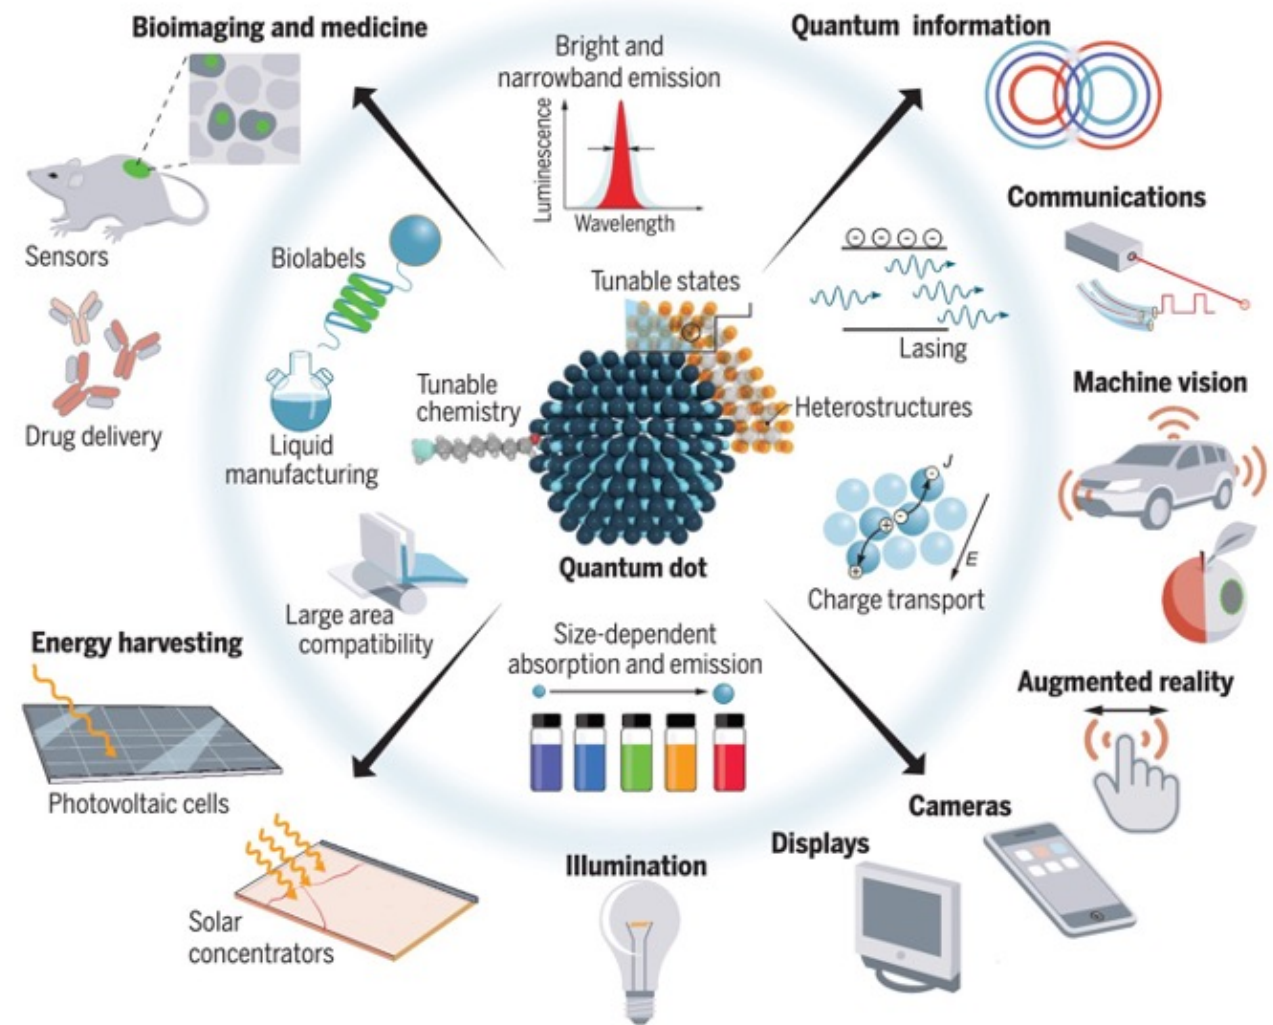 Bioimaging and medicine
Quantum information
Bright and
narrowband emission
Luminescence
Wavelength
Communications
Sensors
Biolabels
Tunable states
Lasing
Drug delivery
Liquid
manufacturing
Tunable
chemistry
Heterostructures
Machine vision
Quantum dot
J
E
Charge transport
Large area
compatibility
Energy harvesting
Size-dependent
absorption and emission
Augmented reality
Photovoltaic cells
Cameras
Displays
Illumination
Solar
concentrators